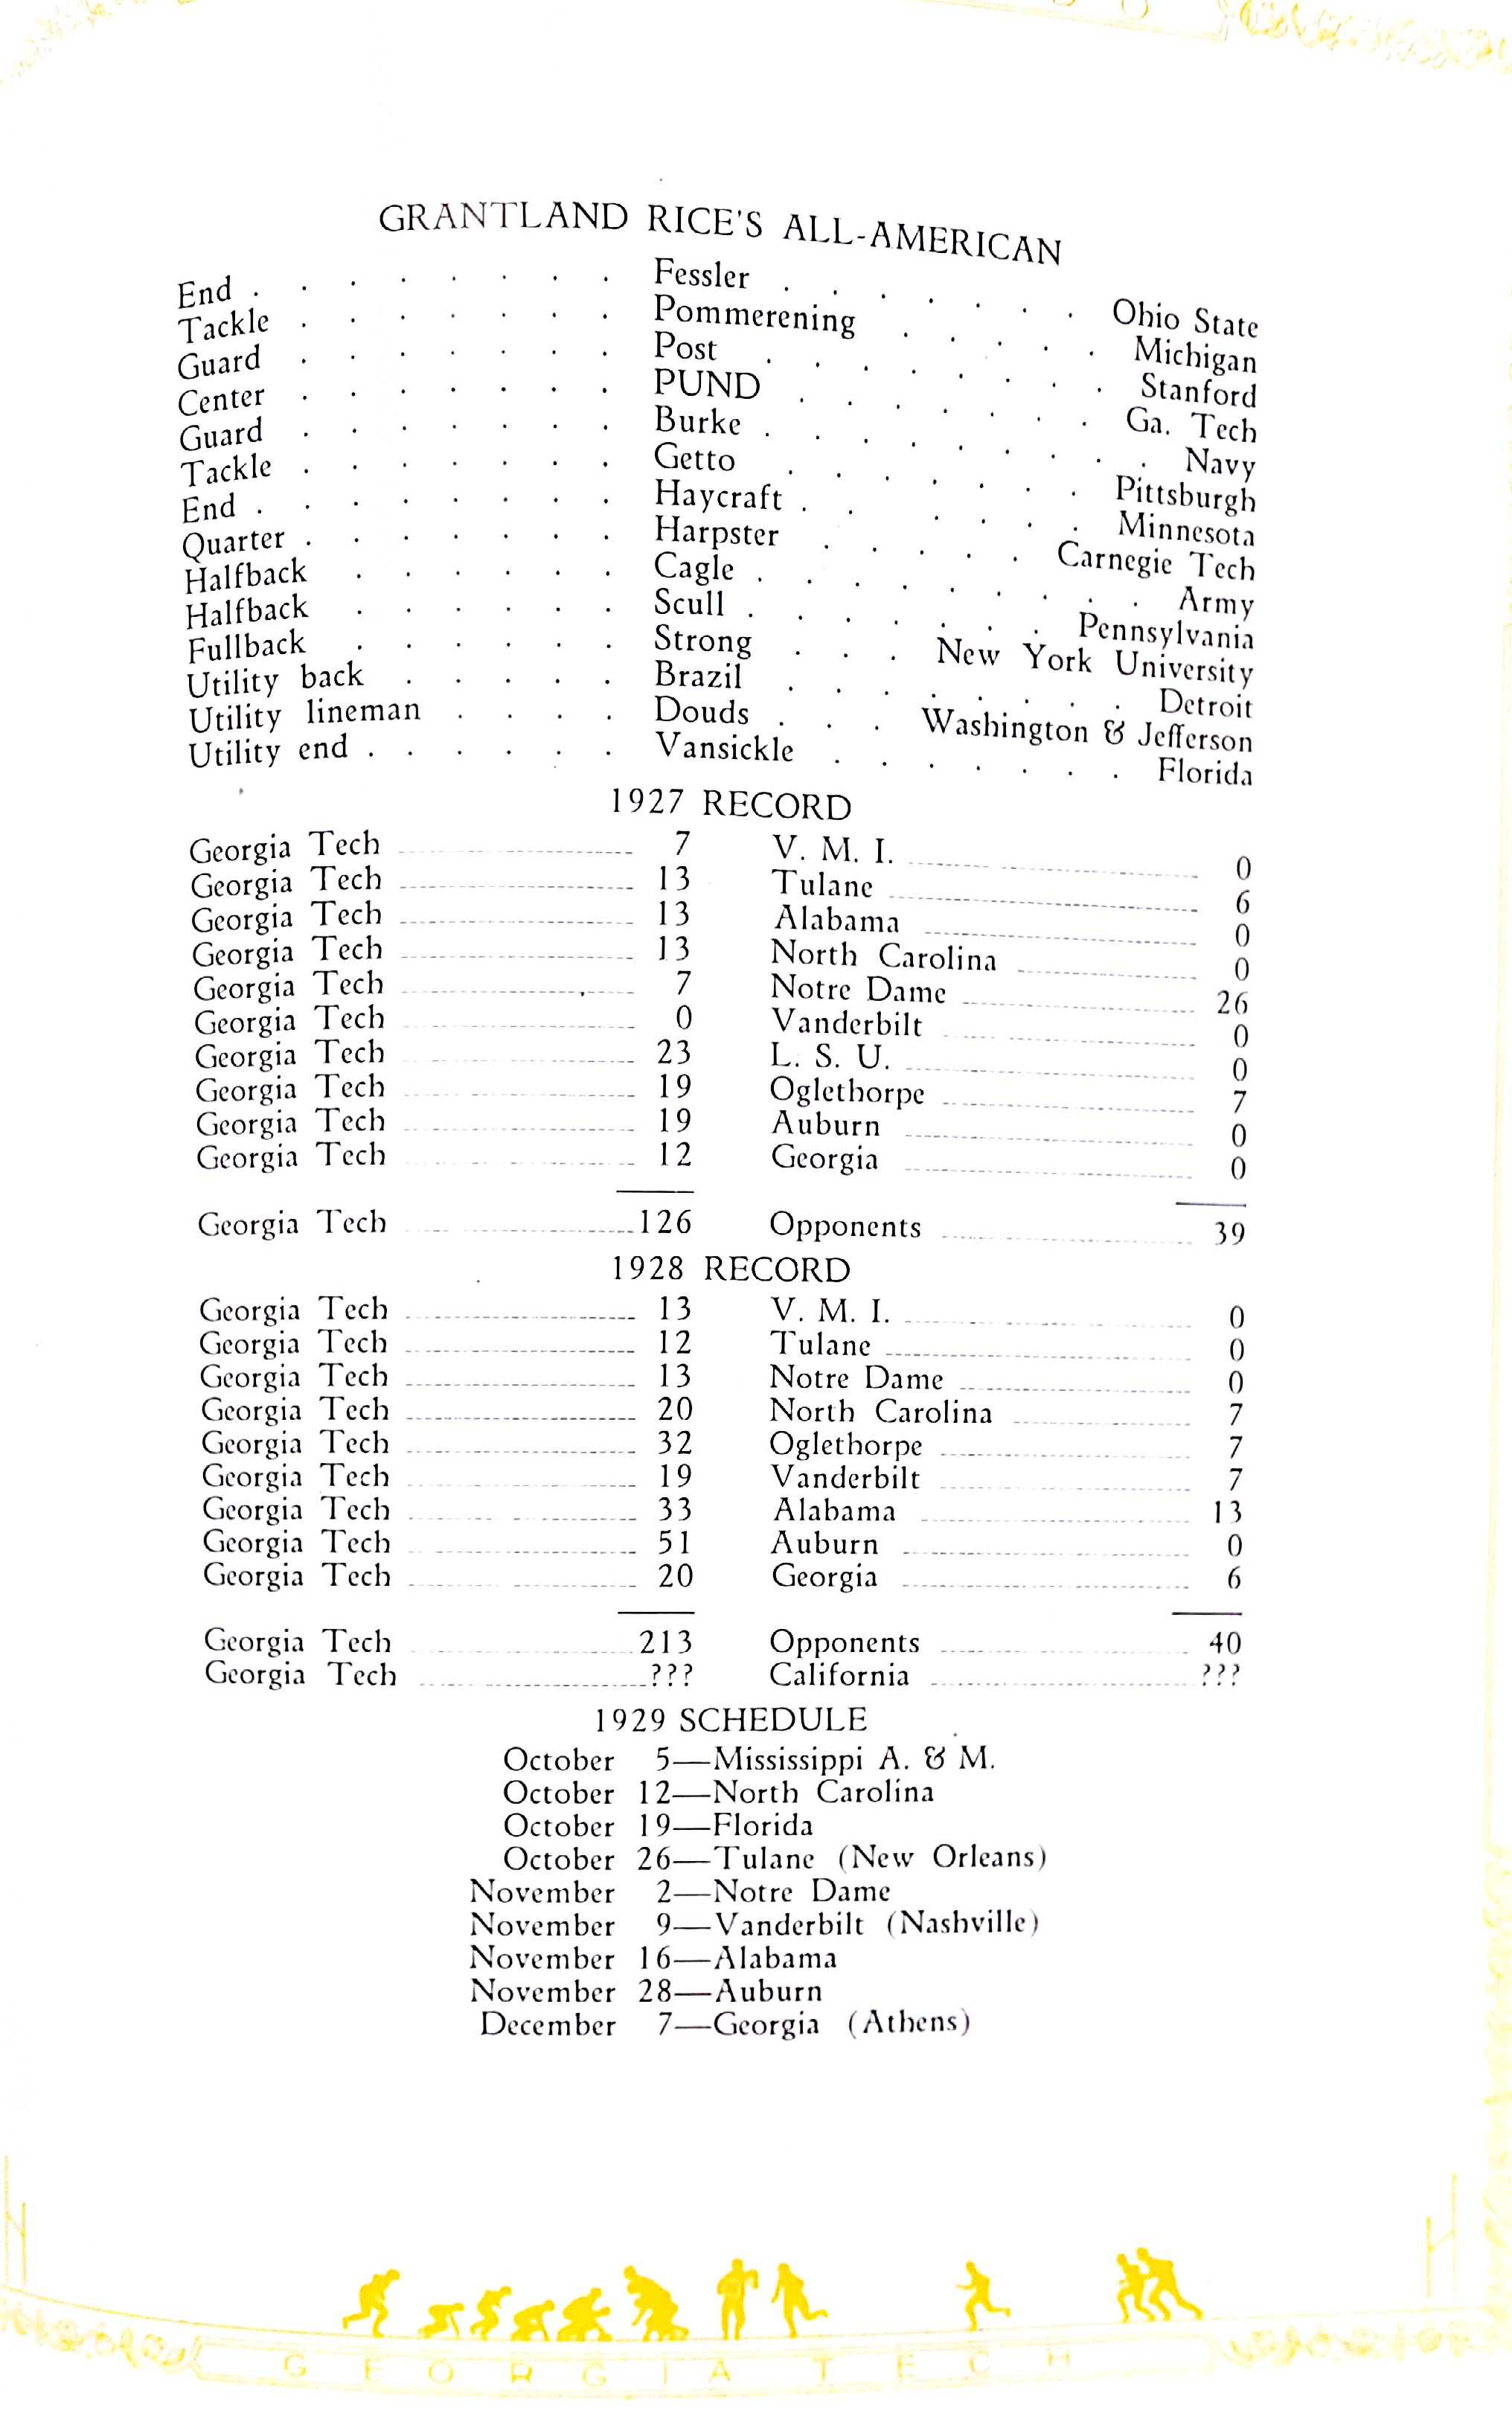 GRANTLAND RICE'S ALL-AMERICAN
End . . . . . . . . Fessler . . . . . . . Ohio State
Tackle . . . . . . . Pommerening . . . . . Michigan
Guard . . . . . . . Post . . . . . . . . Stanford
Center . . . . . . . PUND . . . . . . . Ga. Tech
Guard . . . . . . . Burke . . . . . . . . . Navy
Tackle . . . . . . . Getto . . . . . . . Pittsburgh
End . . . . . . . . Haycraft . . . . . . . Minnesota
Quarter . . . . . . . Harpster . . . . . Carnegie Tech
Halfback . . . . . . Cagle . . . . . . . . . Army
Halfback . . . . . . Scull . . . . . . . Pennsylvania
Fullback . . . . . . Strong . . . New York University
Utility back . . . . . Brazil . . . . . . . . Detroit
Utility lineman . . . . Douds . . . Washington & Jefferson
Utility end . . . . . . Vansickle . . . . . . . Florida
1927 RECORD
Georgia Tech 7 V. M. I. 0
Georgia Tech 13 Tulane 6
Georgia Tech 13 Alabama 0
Georgia Tech 13 North Carolina 0
Georgia Tech 7 Notre Dame 26
Georgia Tech 0 Vanderbilt 0
Georgia Tech 23 L. S. U. 0
Georgia Tech 19 Oglethorpe 7
Georgia Tech 19 Auburn 0
Georgia Tech 12 Georgia 0
Georgia Tech 126 Opponents 39
1928 RECORD
Georgia Tech 13 V. M. I. 0
Georgia Tech 12 Tulane 0
Georgia Tech 13 Notre Dame 0
Georgia Tech 20 North Carolina 7
Georgia Tech 32 Oglethorpe 7
Georgia Tech 19 Vanderbilt 7
Georgia Tech 33 Alabama 13
Georgia Tech 51 Auburn 0
Georgia Tech 20 Georgia 6
Georgia Tech 213 Opponents 40
Georgia Tech ??? California ???
1929 SCHEDULE
October 5—Mississippi A. & M.
October 12—North Carolina
October 19—Florida
October 26—Tulane (New Orleans)
November 2—Notre Dame
November 9—Vanderbilt (Nashville)
November 16—Alabama
November 28—Auburn
December 7—Georgia (Athens)
GEORGIA TECH